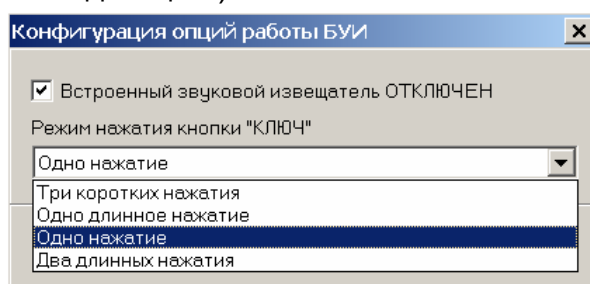 Конфигурация опций работы БУИ
Встроенный звуковой извещатель ОТКЛЮЧЕН
Режим нажатия кнопки "КЛЮЧ"
Одно нажатие
Три коротких нажатия
Одно длинное нажатие
Одно нажатие
Два длинных нажатия